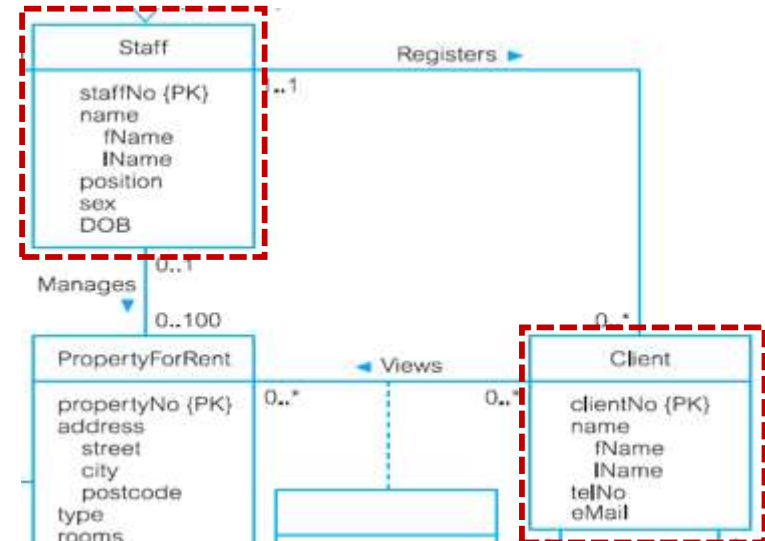 Staff
staffNo {PK}
name
fName
lName
position
sex
DOB
Registers ►
1..1
0..1
Manages
▼
0..100
0..*
PropertyForRent
propertyNo {PK}
address
street
city
postcode
type
rooms
◄ Views
0..*
0..*
Client
clientNo {PK}
name
fName
lName
telNo
eMail